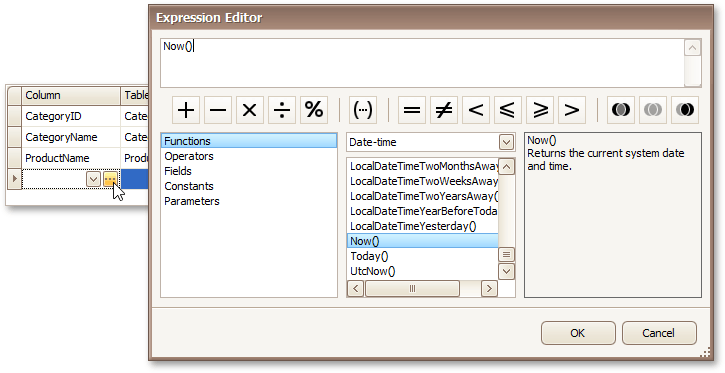 Expression Editor
Now()
+ − × ÷ % (···) = ≠ < ≤ ≥ >
Column Table
CategoryID Cate
CategoryName Cate
ProductName Produ
...
Functions
Operators
Fields
Constants
Parameters
Date-time
LocalDateTimeTwoMonthsAway
LocalDateTimeTwoWeeksAway
LocalDateTimeTwoYearsAway(
LocalDateTimeYearBeforeToda
LocalDateTimeYesterday()
Now()
Today()
UtcNow()
Now()
Returns the current system date
and time.
OK Cancel